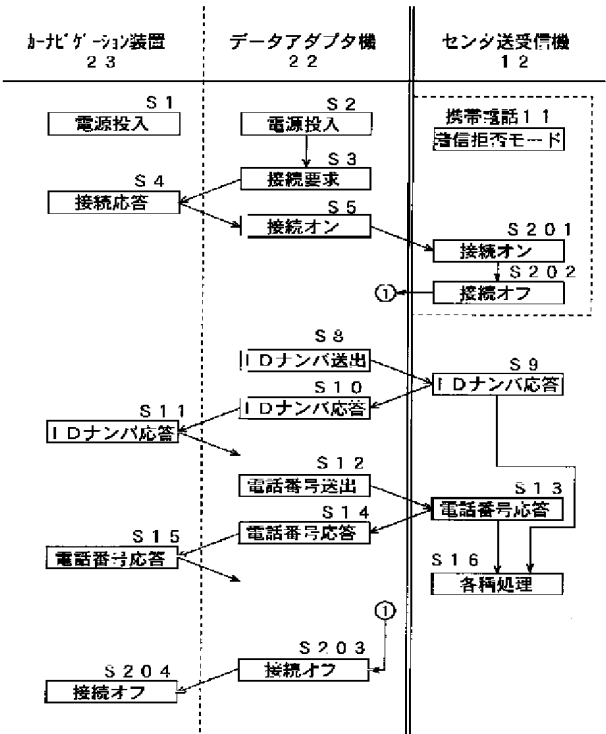 カーナビゲーション装置
２３
データアダプタ機
２２
センタ送受信機
１２
Ｓ１
電源投入
Ｓ２
電源投入
携帯電話１１
着信拒否モード
Ｓ３
接続要求
Ｓ４
接続応答
Ｓ５
接続オン
Ｓ２０１
接続オン
Ｓ２０２
接続オフ
①
Ｓ８
ＩＤナンバ送出
Ｓ９
ＩＤナンバ応答
Ｓ１０
ＩＤナンバ応答
Ｓ１１
ＩＤナンバ応答
Ｓ１２
電話番号送出
Ｓ１３
電話番号応答
Ｓ１４
電話番号応答
Ｓ１５
電話番号応答
Ｓ１６
各種処理
①
Ｓ２０３
接続オフ
Ｓ２０４
接続オフ